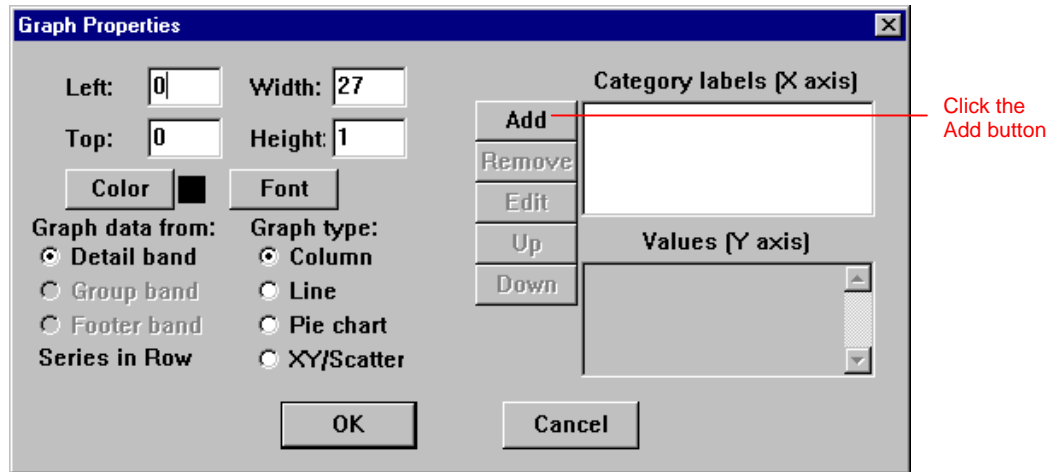 Graph Properties
Left: 0 Width: 27
Top: 0 Height: 1
Color Font
Graph data from: Graph type:
Detail band Column
Group band Line
Footer band Pie chart
Series in Row XY/Scatter
Add
Remove
Edit
Up
Down
Category labels (X axis)
Values (Y axis)
OK Cancel
Click the
Add button